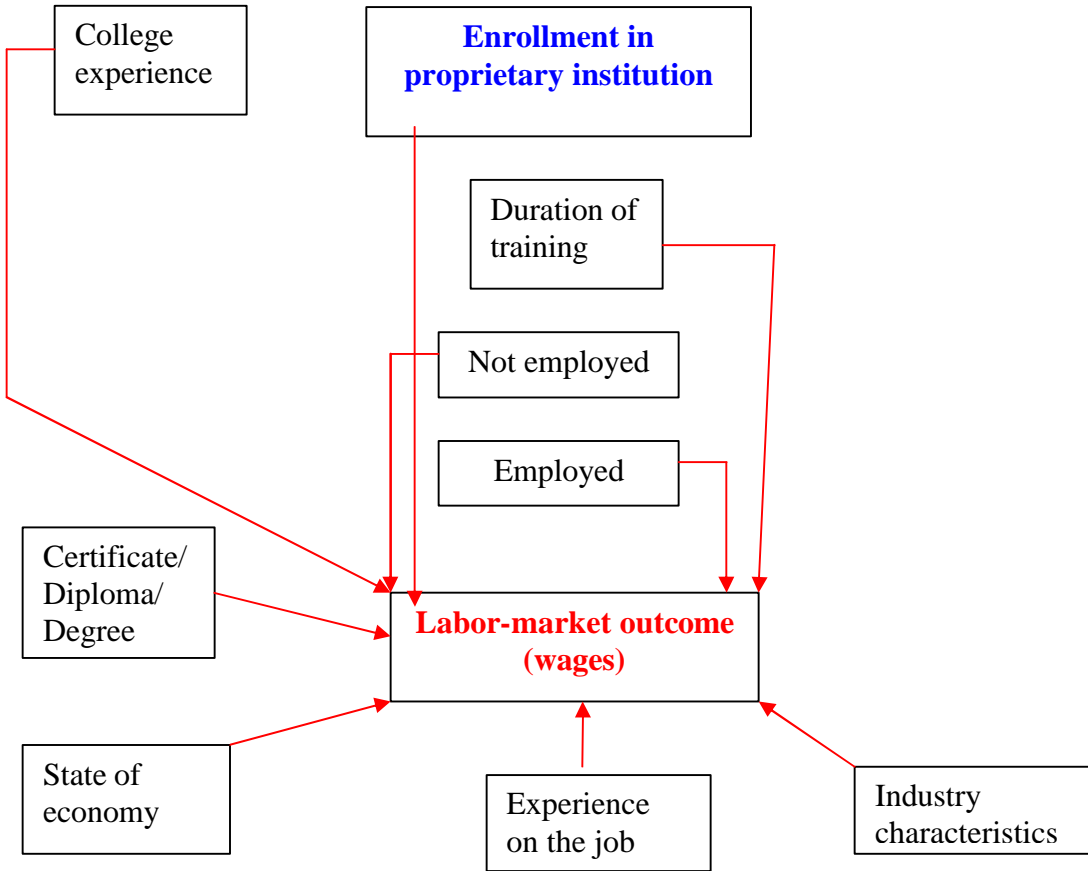 College
experience
Enrollment in
proprietary institution
Duration of
training
Not employed
Employed
Certificate/
Diploma/
Degree
Labor-market outcome
(wages)
State of
economy
Experience
on the job
Industry
characteristics